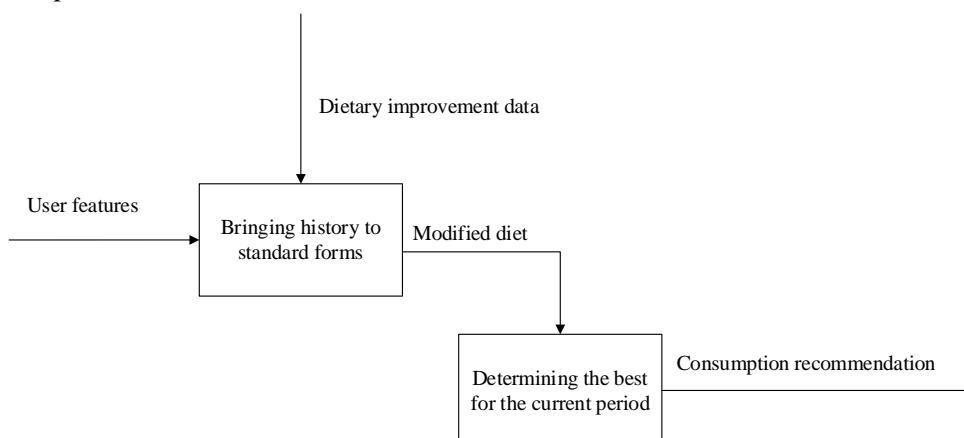 Dietary improvement data
User features
Bringing history to
standard forms
Modified diet
Determining the best
for the current period
Consumption recommendation